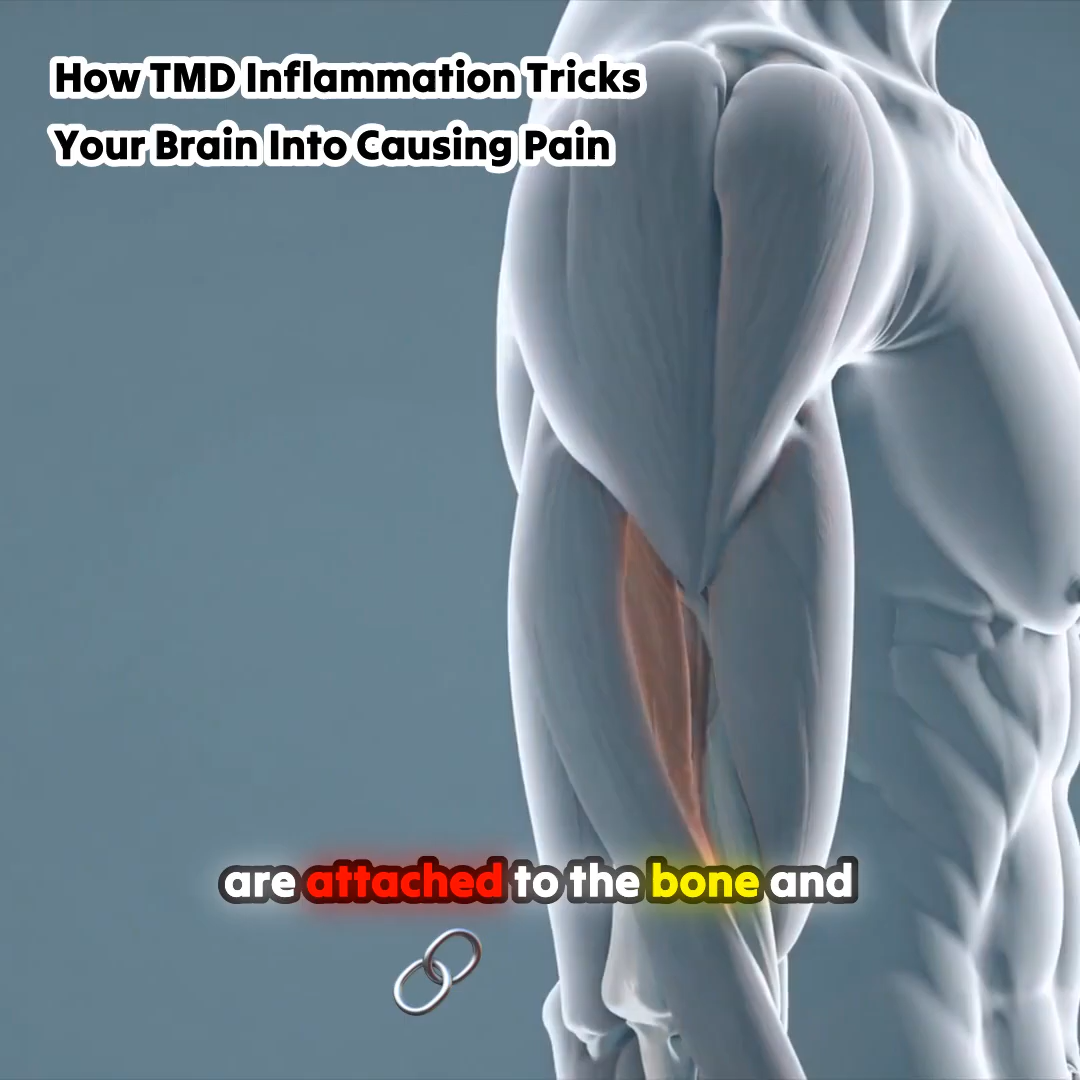 How TMD Inflammation Tricks
Your Brain Into Causing Pain
are attached to the bone and